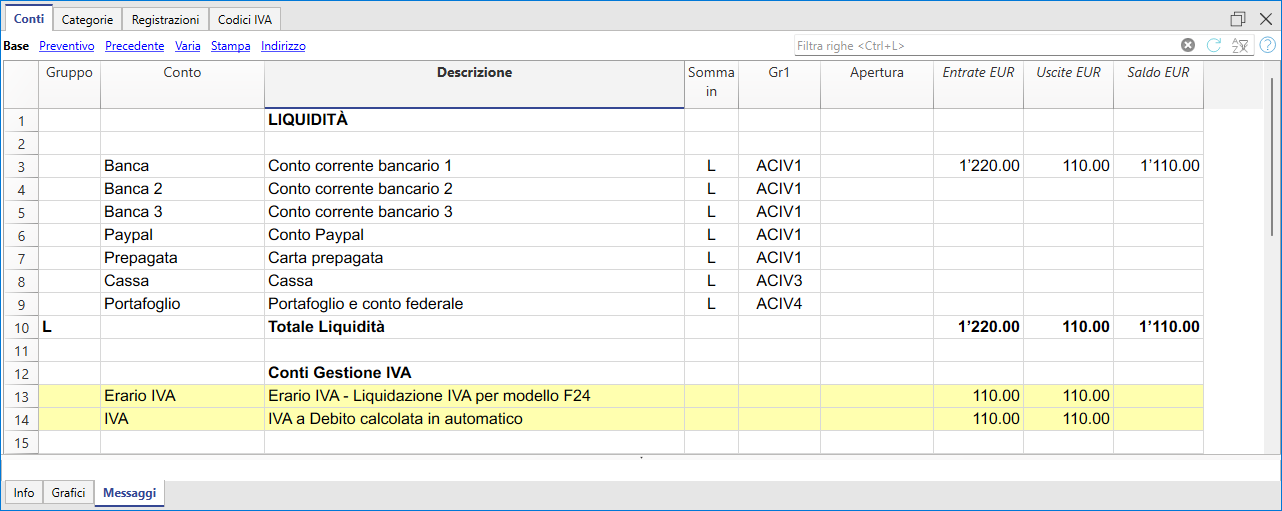 Conti Categorie Registrazioni Codici IVA
Base Preventivo Precedente Varia Stampa Indirizzo Filtra righe <Ctrl+L>
Gruppo Conto Descrizione Somma in Gr1 Apertura Entrate EUR Uscite EUR Saldo EUR
1 LIQUIDITÀ
2
3 Banca Conto corrente bancario 1 L ACIV1 1’220.00 110.00 1’110.00
4 Banca 2 Conto corrente bancario 2 L ACIV1
5 Banca 3 Conto corrente bancario 3 L ACIV1
6 Paypal Conto Paypal L ACIV1
7 Prepagata Carta prepagata L ACIV1
8 Cassa Cassa L ACIV3
9 Portafoglio Portafoglio e conto federale L ACIV4
10 L Totale Liquidità 1’220.00 110.00 1’110.00
11
12 Conti Gestione IVA
13 Erario IVA Erario IVA - Liquidazione IVA per modello F24 110.00 110.00
14 IVA IVA a Debito calcolata in automatico 110.00 110.00
15
Info Grafici Messaggi